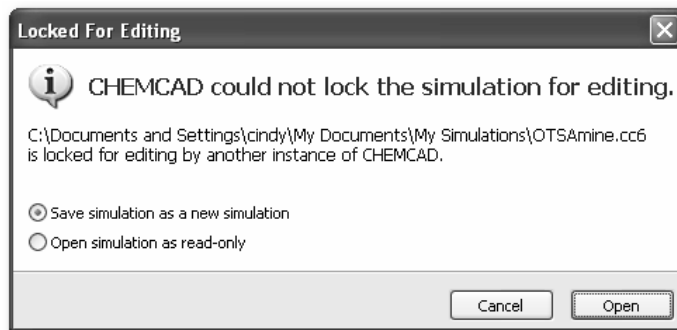 Locked For Editing
CHEMCAD could not lock the simulation for editing.
C:\Documents and Settings\cindy\My Documents\My Simulations\OTSAmine.cc6
is locked for editing by another instance of CHEMCAD.
Save simulation as a new simulation
Open simulation as read-only
Cancel Open